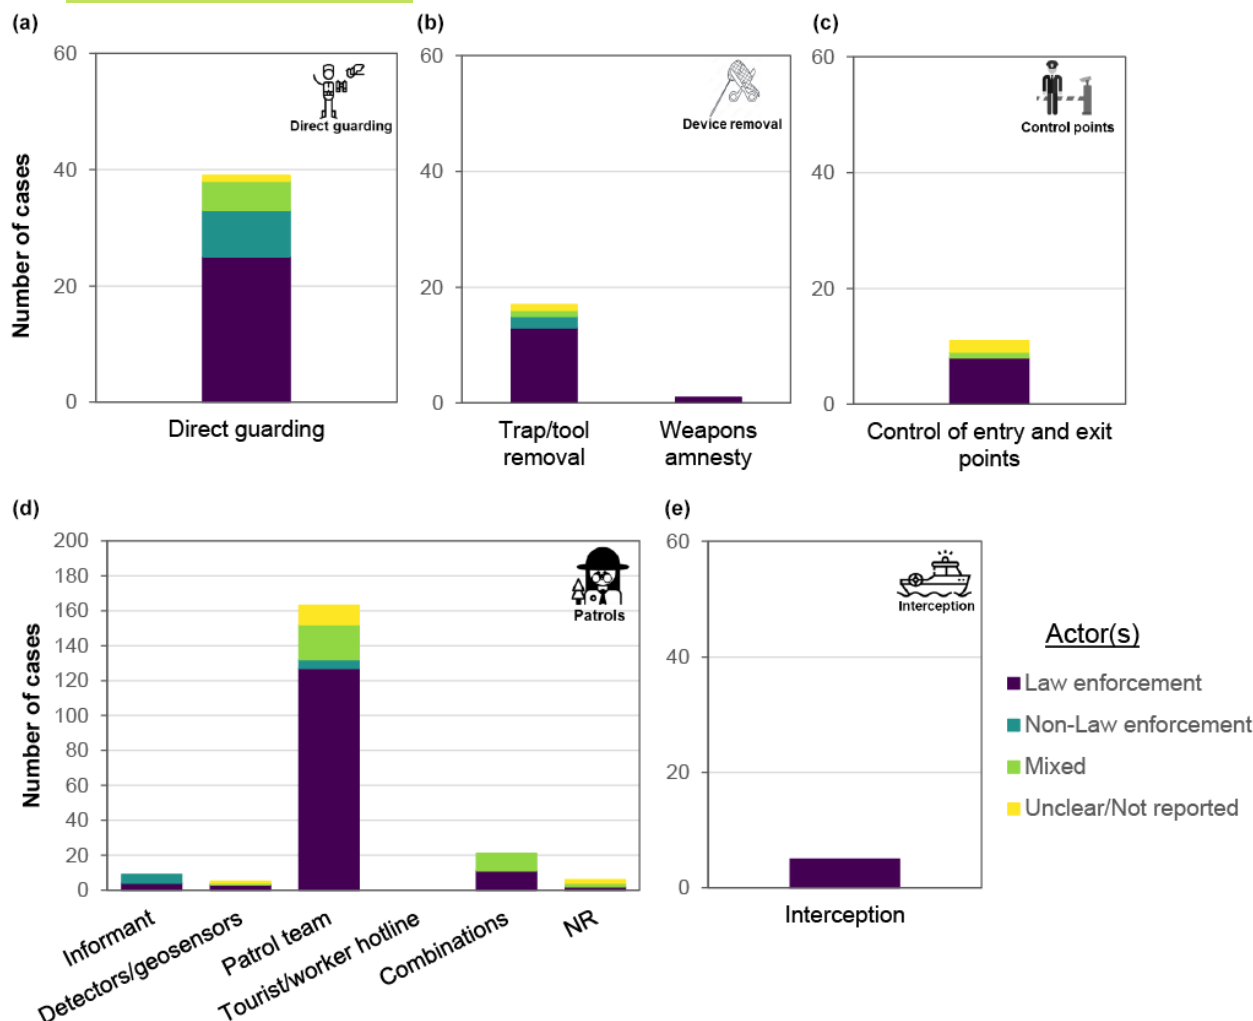 (a)
60
40
20
0
Number of cases
Direct guarding
Direct guarding
(b)
60
40
20
0
Device removal
Trap/tool
removal
Weapons
amnesty
(c)
60
40
20
0
Control points
Control of entry and exit
points
(d)
200
180
160
140
120
100
80
60
40
20
0
Number of cases
Patrols
Informant
Detectors/geosensors
Patrol team
Tourist/worker hotline
Combinations
NR
(e)
60
40
20
0
Interception
Interception
Actor(s)
Law enforcement
Non-Law enforcement
Mixed
Unclear/Not reported